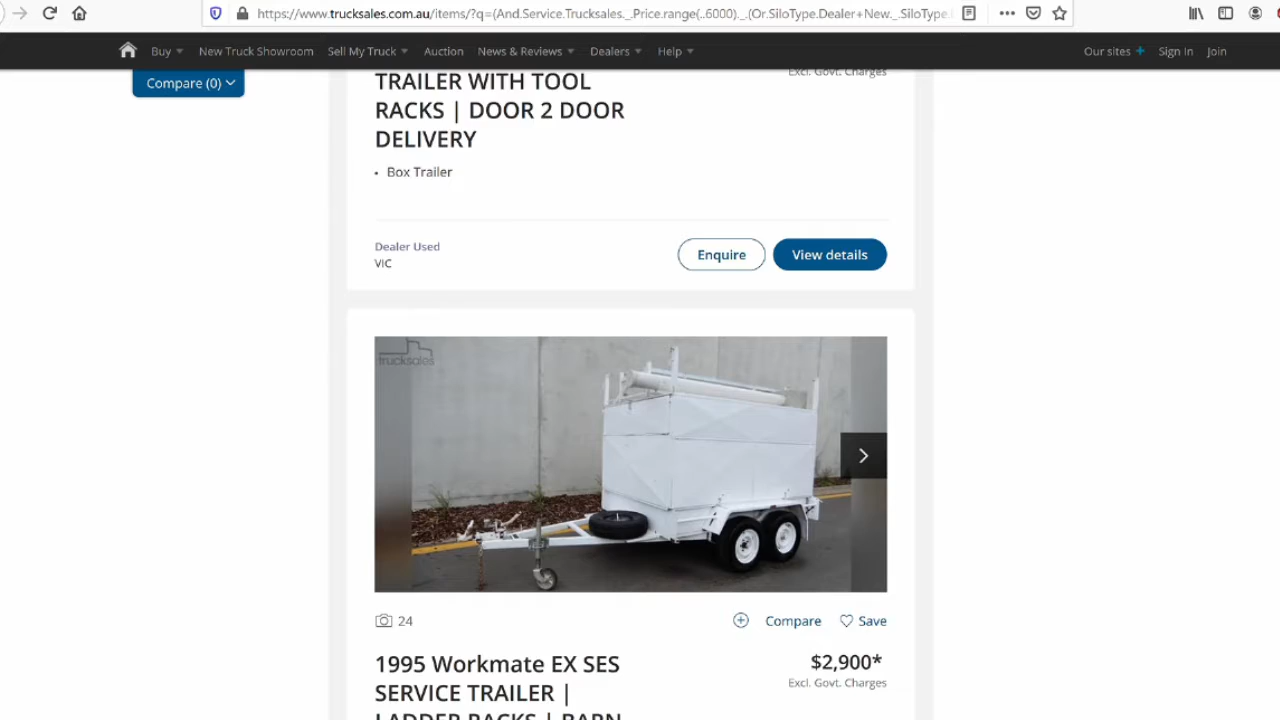 https://www.trucksales.com.au/items/?q=(And.Service.Trucksales._.Price.range(..6000)._.(Or.SiloType.Dealer+New._.SiloType.
Buy New Truck Showroom Sell My Truck Auction News & Reviews Dealers Help Our sites + Sign In Join
Compare (0)
Excl. Govt. Charges
TRAILER WITH TOOL
RACKS | DOOR 2 DOOR
DELIVERY
• Box Trailer
Dealer Used
VIC
Enquire
View details
trucksales
24
Compare
Save
1995 Workmate EX SES
SERVICE TRAILER |
LADDER RACKS | BARN
$2,900*
Excl. Govt. Charges